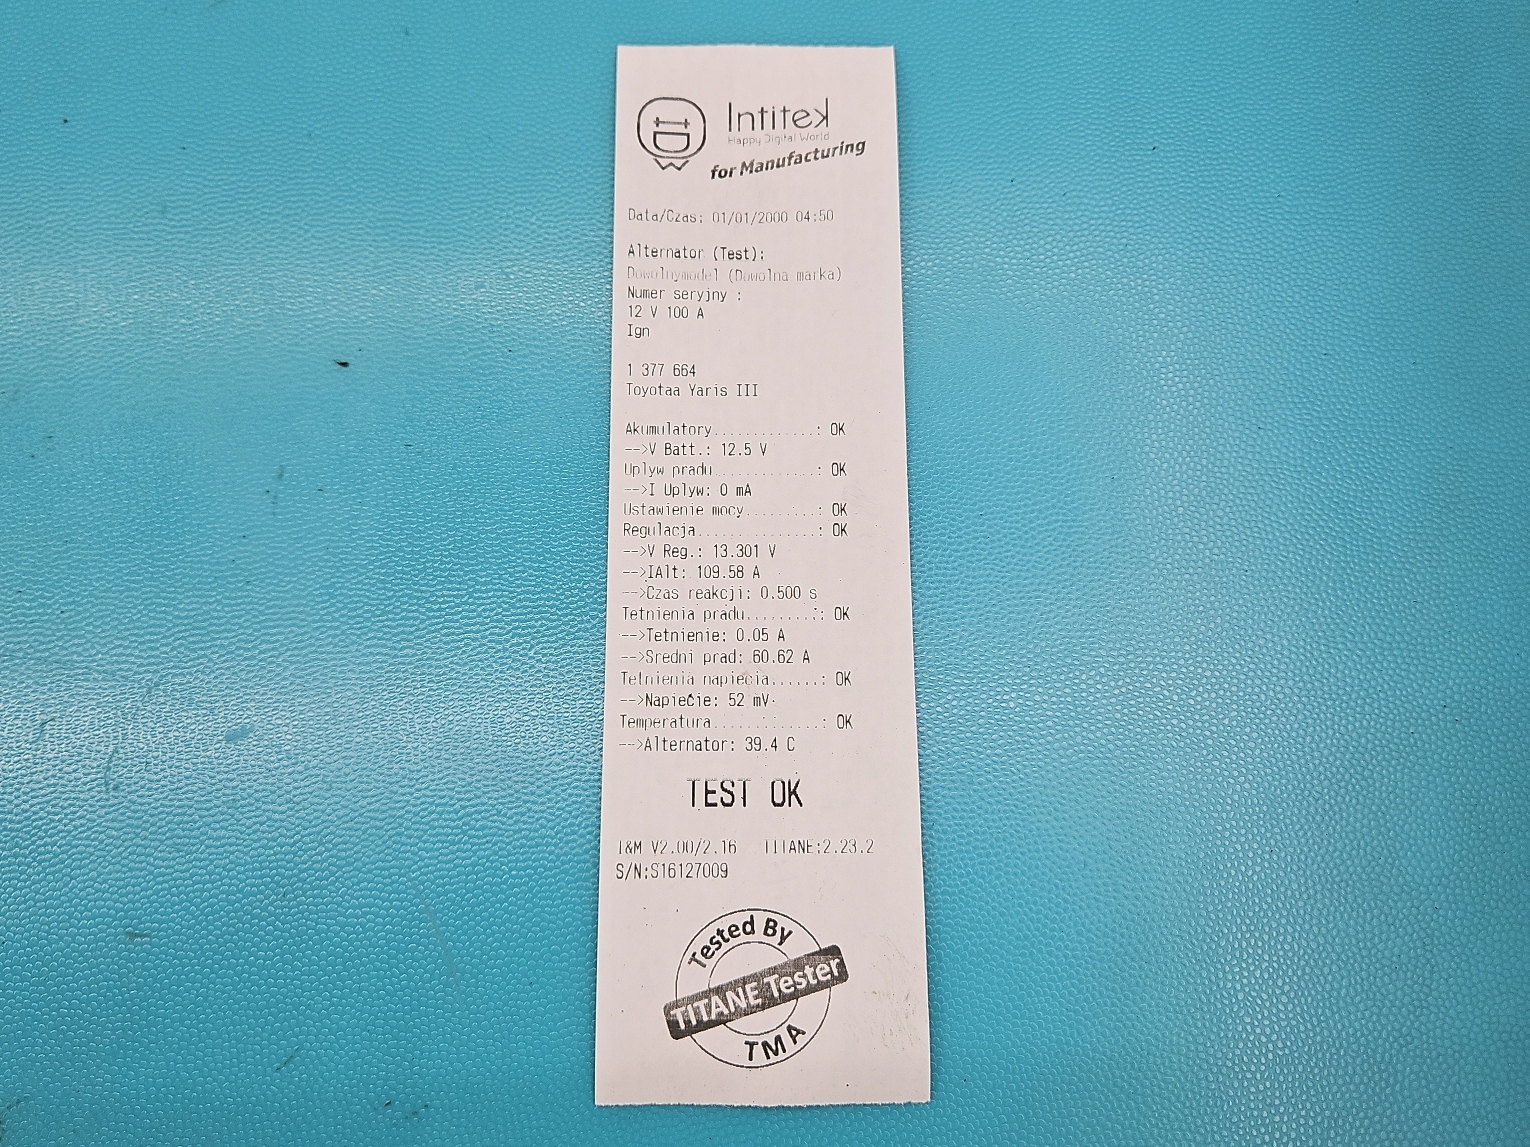 Intitek
Happy Digital World
for Manufacturing
Data/Czas: 01/01/2000 04:50
Alternator (Test):
Dowolnymodel (Dowolna marka)
Numer seryjny :
12 V 100 A
Ign
1 377 664
Toyotaa Yaris III
Akumulatory.............: OK
-->V Batt.: 12.5 V
Uplyw pradu.............: OK
-->I Uplyw: 0 mA
Ustawienie mocy.........: OK
Regulacja...............: OK
-->V Reg.: 13.301 V
-->IAlt: 109.58 A
-->Czas reakcji: 0.500 s
Tetnienia pradu.........: OK
-->Tetnienie: 0.05 A
-->Sredni prad: 60.62 A
Tetnienia napiecia......: OK
-->Napiecie: 52 mV
Temperatura.............: OK
-->Alternator: 39.4 C
TEST OK
I&M V2.00/2.16 TITANE:2.23.2
S/N:S16127009
Tested By
TITANE Tester
TMA